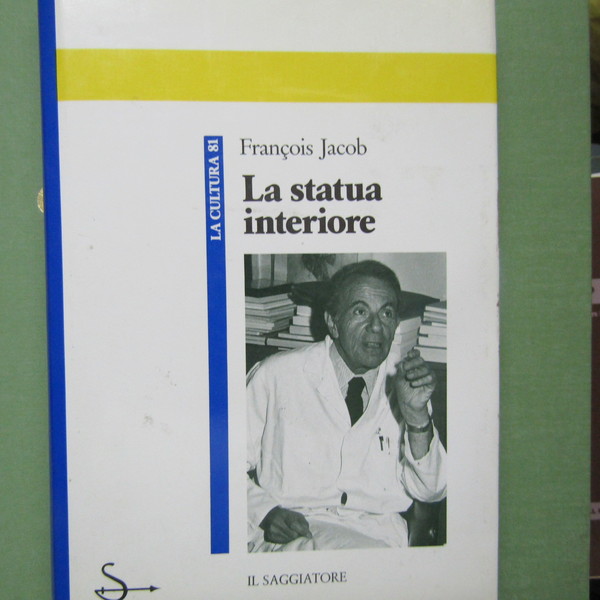 LA CULTURA 81
François Jacob
La statua
interiore
IL SAGGIATORE